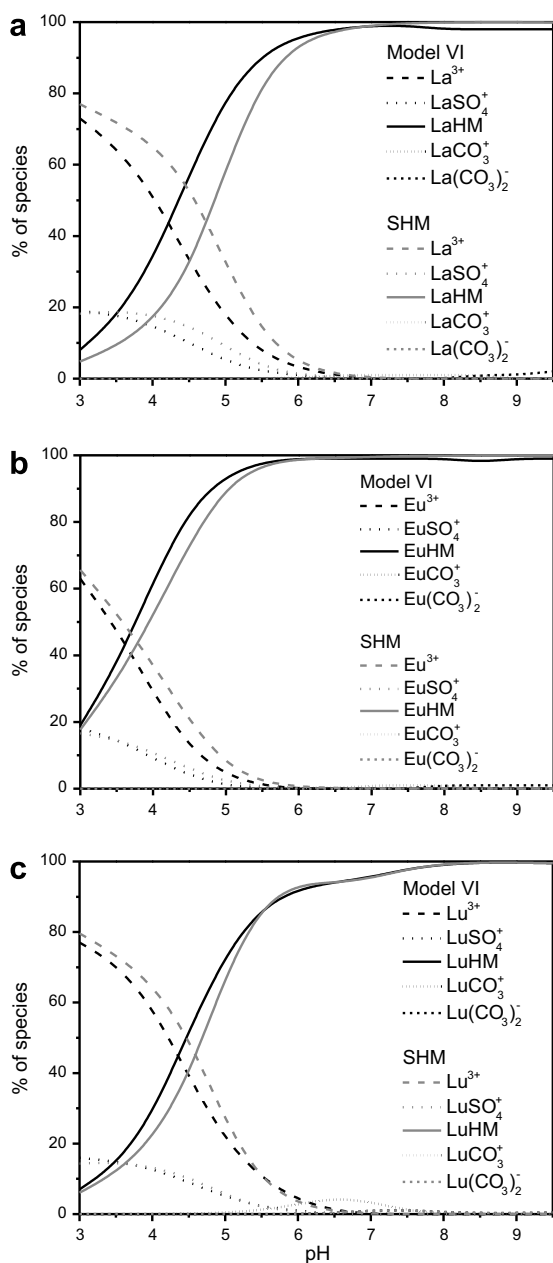 a
100
80
60
40
20
0
% of species
3 4 5 6 7 8 9
Model VI
La³⁺
LaSO₄⁺
LaHM
LaCO₃⁺
La(CO₃)₂⁻
SHM
La³⁺
LaSO₄⁺
LaHM
LaCO₃⁺
La(CO₃)₂⁻
b
100
80
60
40
20
0
% of species
3 4 5 6 7 8 9
Model VI
Eu³⁺
EuSO₄⁺
EuHM
EuCO₃⁺
Eu(CO₃)₂⁻
SHM
Eu³⁺
EuSO₄⁺
EuHM
EuCO₃⁺
Eu(CO₃)₂⁻
c
100
80
60
40
20
0
% of species
3 4 5 6 7 8 9
pH
Model VI
Lu³⁺
LuSO₄⁺
LuHM
LuCO₃⁺
Lu(CO₃)₂⁻
SHM
Lu³⁺
LuSO₄⁺
LuHM
LuCO₃⁺
Lu(CO₃)₂⁻